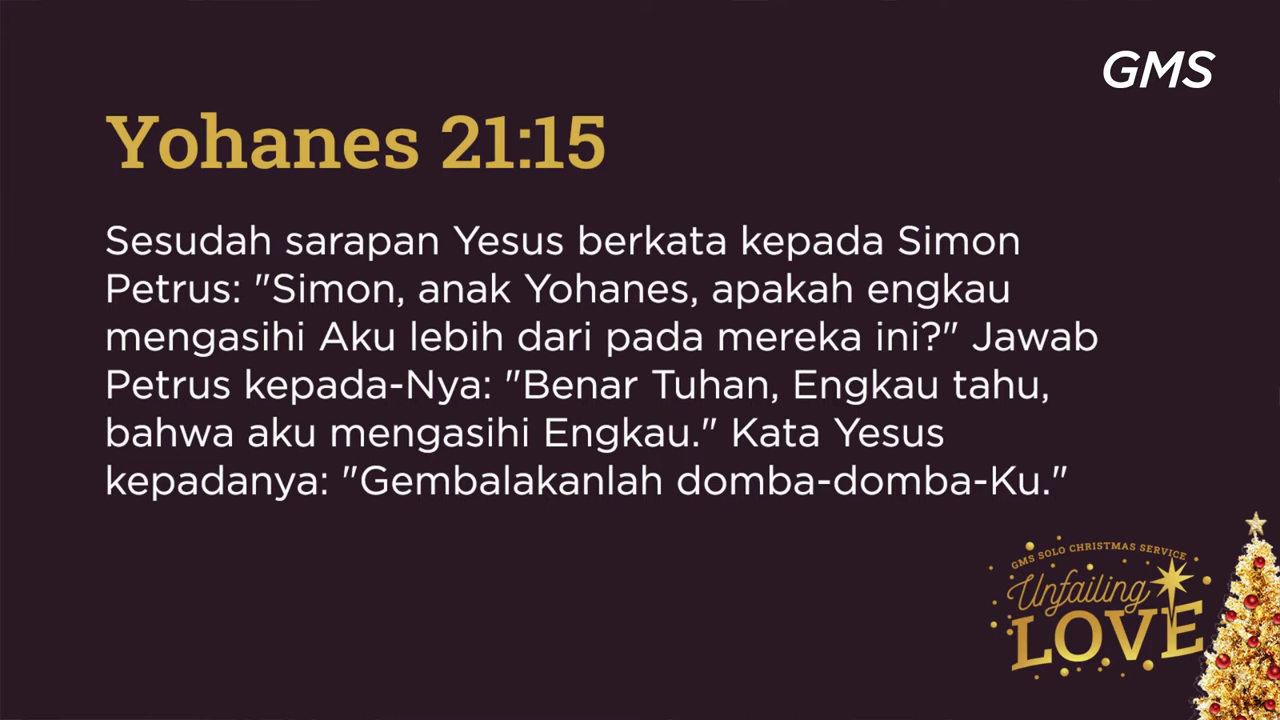 GMS
Yohanes 21:15
Sesudah sarapan Yesus berkata kepada Simon
Petrus: "Simon, anak Yohanes, apakah engkau
mengasihi Aku lebih dari pada mereka ini?" Jawab
Petrus kepada-Nya: "Benar Tuhan, Engkau tahu,
bahwa aku mengasihi Engkau." Kata Yesus
kepadanya: "Gembalakanlah domba-domba-Ku."
GMS SOLO CHRISTMAS SERVICE
Unfailing
LOVE